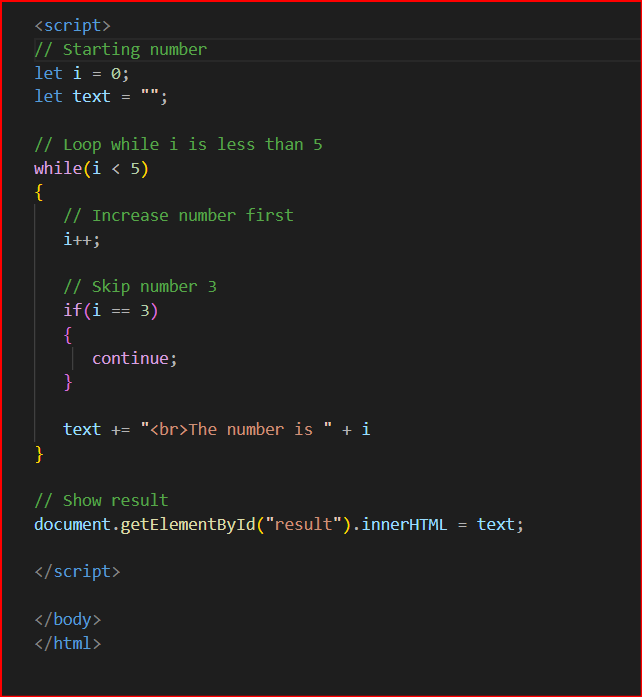 <script>
// Starting number
let i = 0;
let text = "";
// Loop while i is less than 5
while(i < 5)
{
// Increase number first
i++;
// Skip number 3
if(i == 3)
{
continue;
}
text += "<br>The number is " + i
}
// Show result
document.getElementById("result").innerHTML = text;
</script>
</body>
</html>